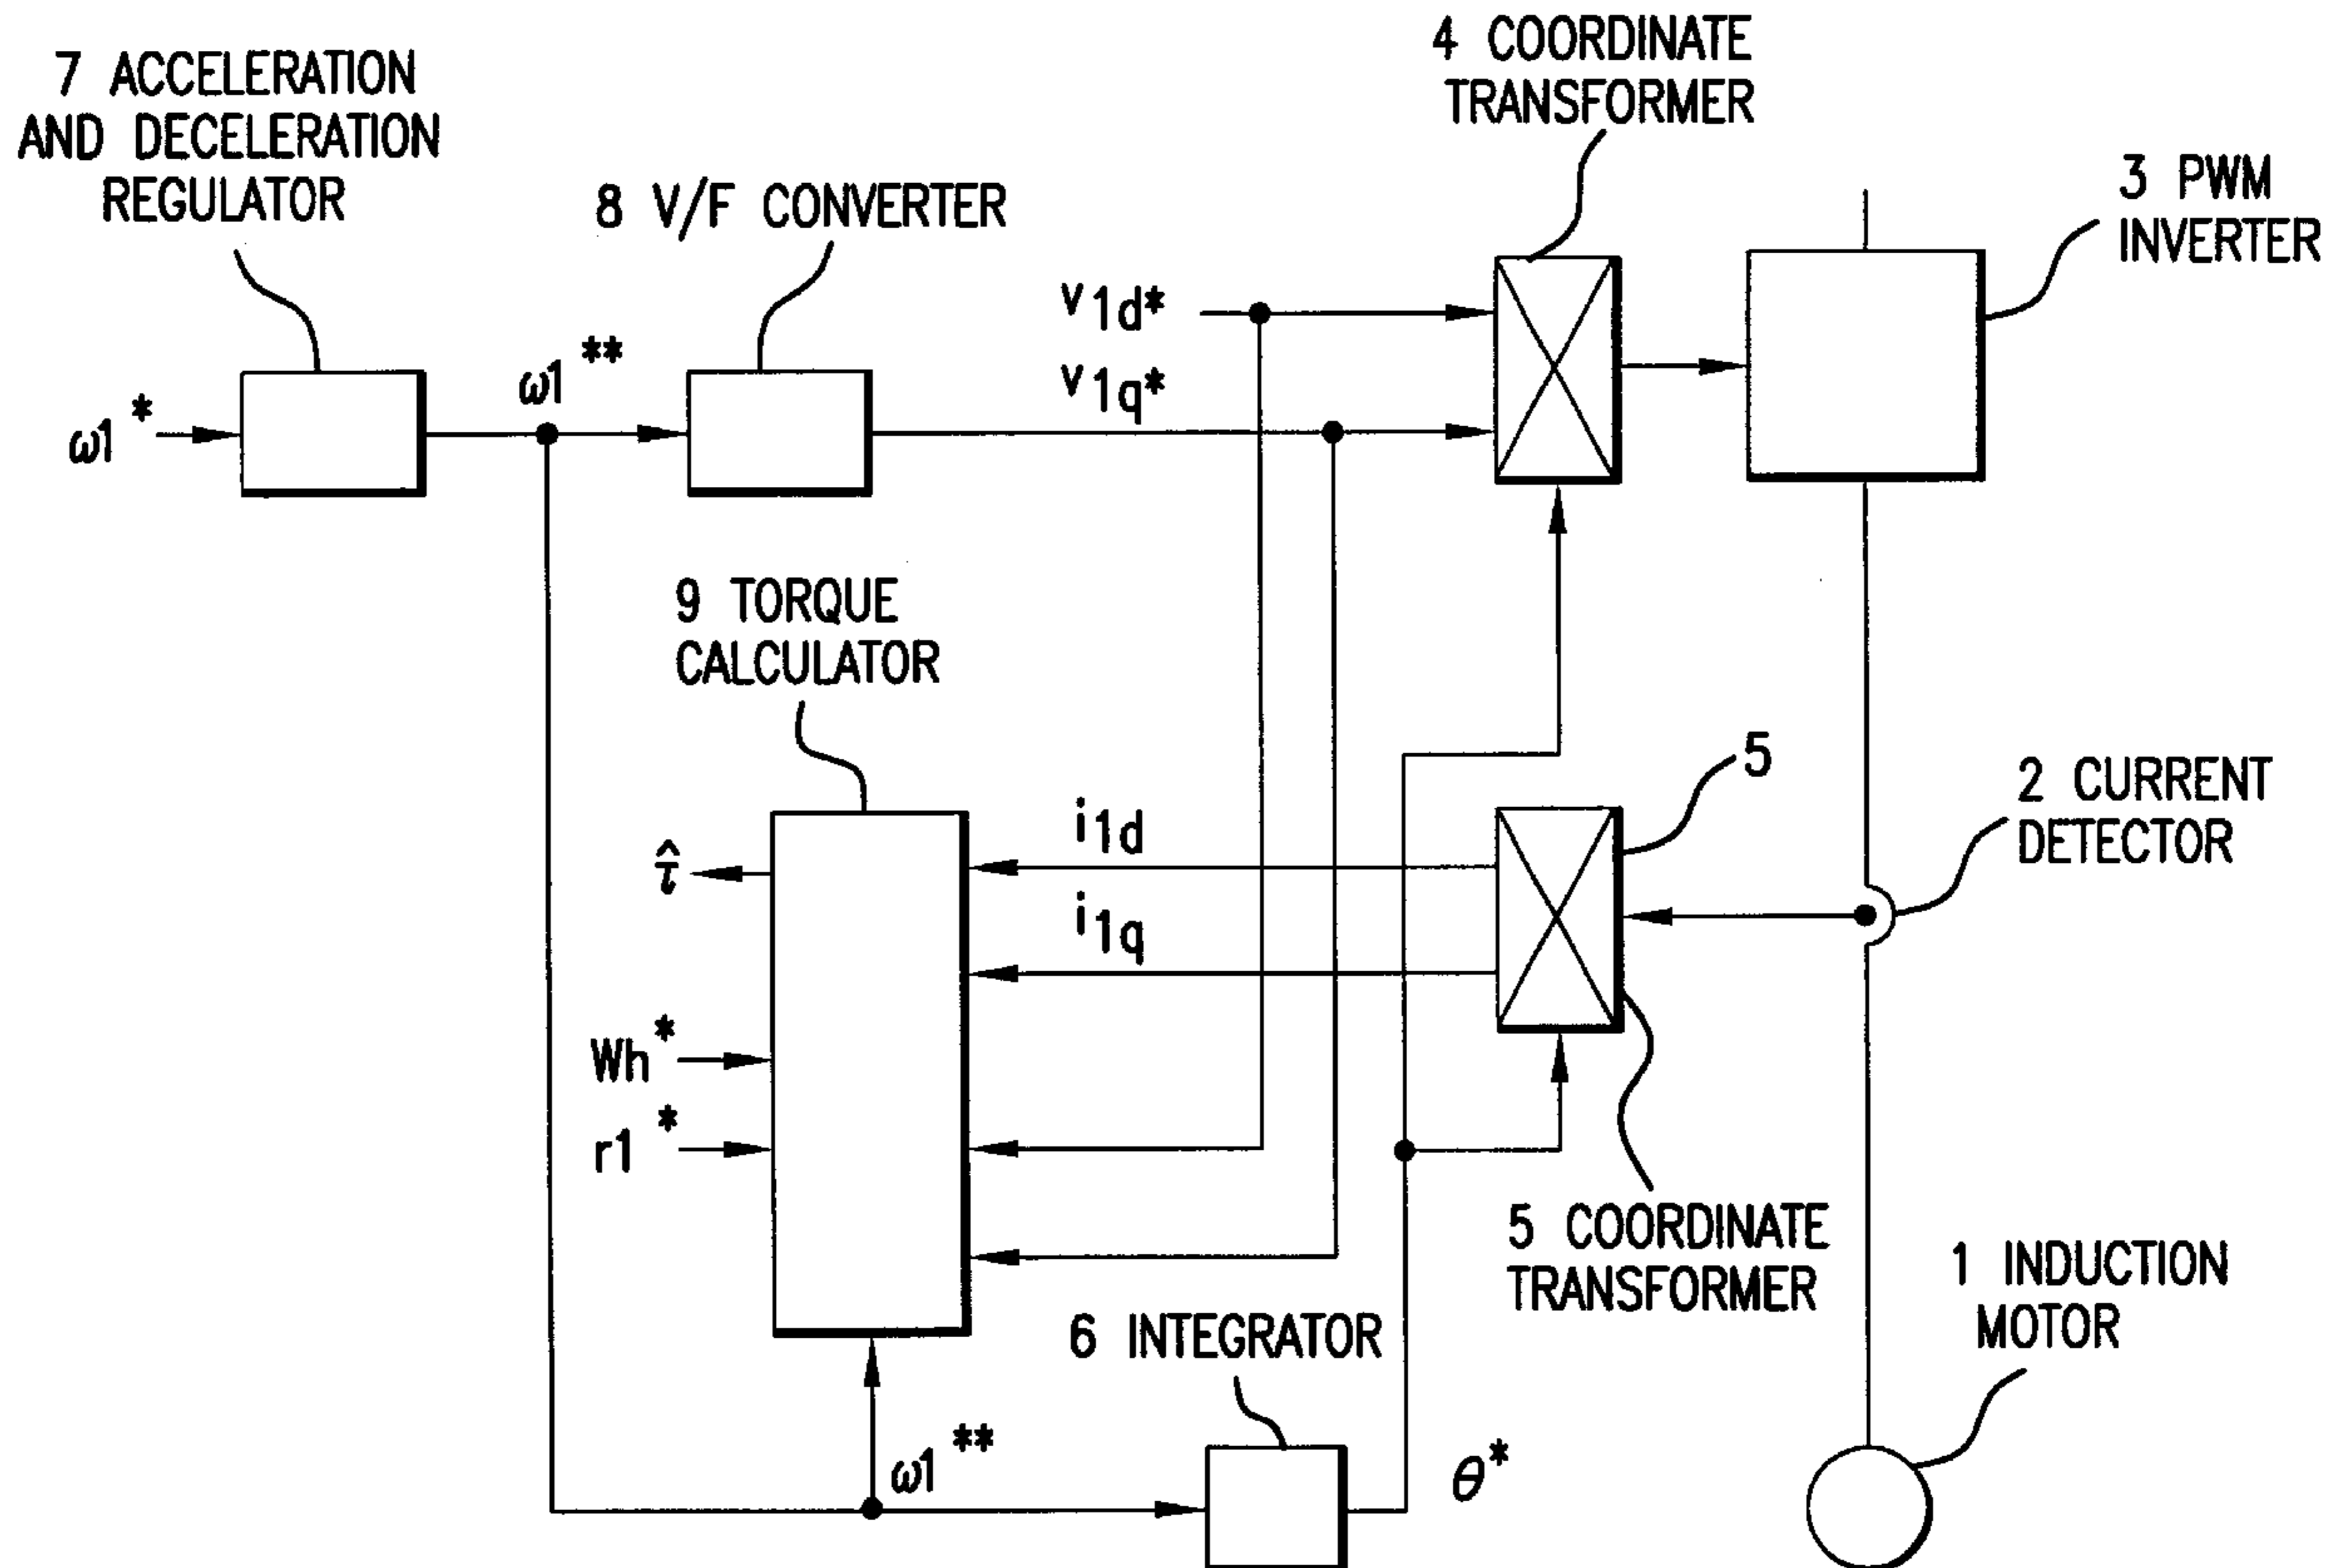 7 ACCELERATION
AND DECELERATION
REGULATOR
8 V/F CONVERTER
4 COORDINATE
TRANSFORMER
3 PWM
INVERTER
v1d*
v1q*
ω1*
ω1**
9 TORQUE
CALCULATOR
5
2 CURRENT
DETECTOR
i1d
i1q
τ̂
Wh*
r1*
5 COORDINATE
TRANSFORMER
1 INDUCTION
MOTOR
6 INTEGRATOR
ω1**
θ*